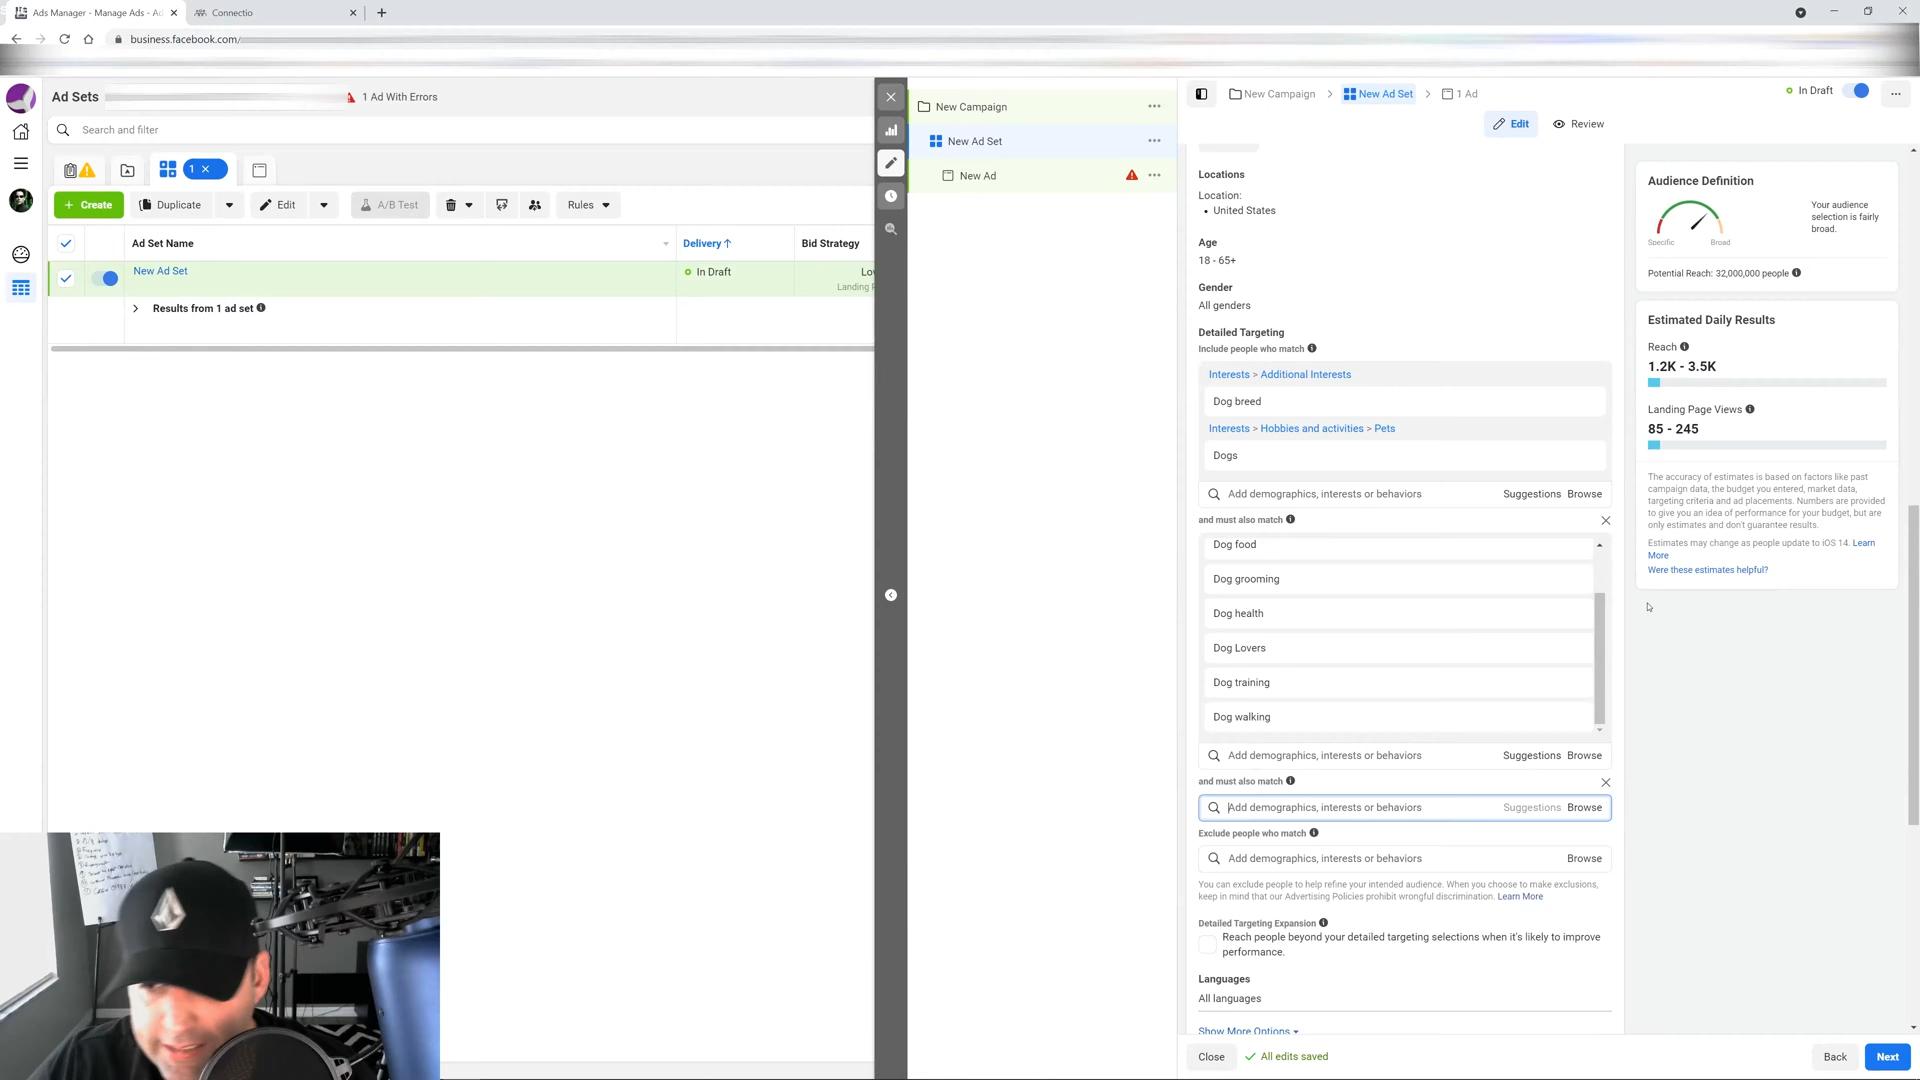 Ads Manager - Manage Ads - Ad
Connectio
business.facebook.com/
Ad Sets
1 Ad With Errors
Search and filter
1
Create
Duplicate
Edit
A/B Test
Rules
Ad Set Name
Delivery
Bid Strategy
New Ad Set
In Draft
Lo
Landing P
Results from 1 ad set
New Campaign
New Ad Set
New Ad
New Campaign
New Ad Set
1 Ad
In Draft
Edit
Review
Locations
Location:
United States
Age
18 - 65+
Gender
All genders
Detailed Targeting
Include people who match
Interests > Additional Interests
Dog breed
Interests > Hobbies and activities > Pets
Dogs
Add demographics, interests or behaviors
Suggestions
Browse
and must also match
Dog food
Dog grooming
Dog health
Dog Lovers
Dog training
Dog walking
Add demographics, interests or behaviors
Suggestions
Browse
and must also match
Add demographics, interests or behaviors
Suggestions
Browse
Exclude people who match
Add demographics, interests or behaviors
Browse
You can exclude people to help refine your intended audience. When you choose to make exclusions,
keep in mind that our Advertising Policies prohibit wrongful discrimination. Learn More
Detailed Targeting Expansion
Reach people beyond your detailed targeting selections when it's likely to improve
performance.
Languages
All languages
Show More Options
Close
All edits saved
Back
Next
Audience Definition
Your audience
selection is fairly
broad.
Specific
Broad
Potential Reach: 32,000,000 people
Estimated Daily Results
Reach
1.2K - 3.5K
Landing Page Views
85 - 245
The accuracy of estimates is based on factors like past
campaign data, the budget you entered, market data,
targeting criteria and ad placements. Numbers are provided
to give you an idea of performance for your budget, but are
only estimates and don't guarantee results.
Estimates may change as people update to iOS 14. Learn
More
Were these estimates helpful?